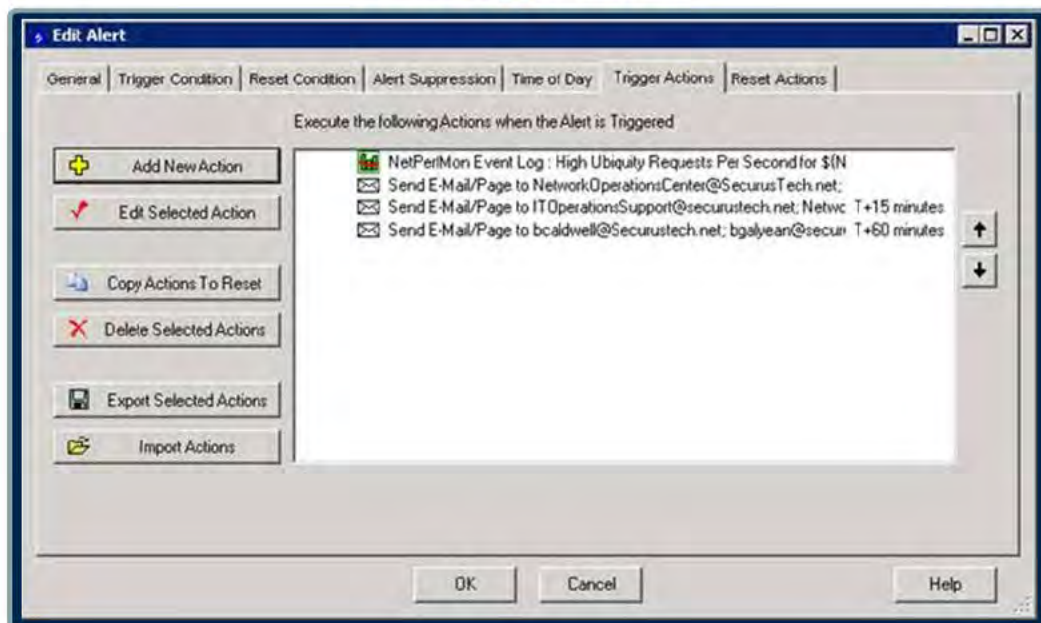 Edit Alert
General Trigger Condition Reset Condition Alert Suppression Time of Day Trigger Actions Reset Actions
Execute the following Actions when the Alert is Triggered
Add New Action
Edit Selected Action
Copy Actions To Reset
Delete Selected Actions
Export Selected Actions
Import Actions
NetPerfMon Event Log : High Ubiquity Requests Per Second for $(N
Send E-Mail/Page to NetworkOperationsCenter@SecurusTech.net;
Send E-Mail/Page to ITOperationsSupport@securustech.net; Netwc T+15 minutes
Send E-Mail/Page to bcaldwell@Securustech.net; bgalyean@secur T+60 minutes
OK Cancel Help